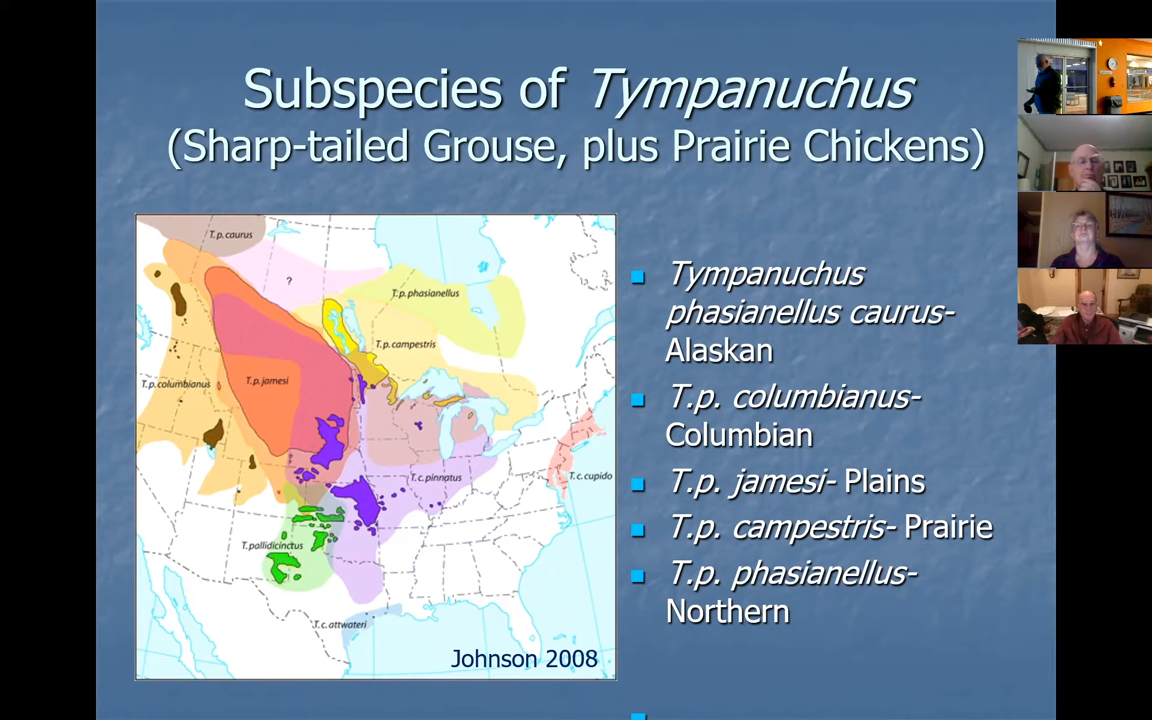 Subspecies of Tympanuchus
(Sharp-tailed Grouse, plus Prairie Chickens)
T.p. caurus
?
T.p. phasianellus
T.p. campestris
T.p. columbianus
T.p. jamesi
T.c. pinnatus
T.c. cupido
T.pallidicinctus
T.c. attwateri
Johnson 2008
Tympanuchus
phasianellus caurus-
Alaskan
T.p. columbianus-
Columbian
T.p. jamesi- Plains
T.p. campestris- Prairie
T.p. phasianellus-
Northern